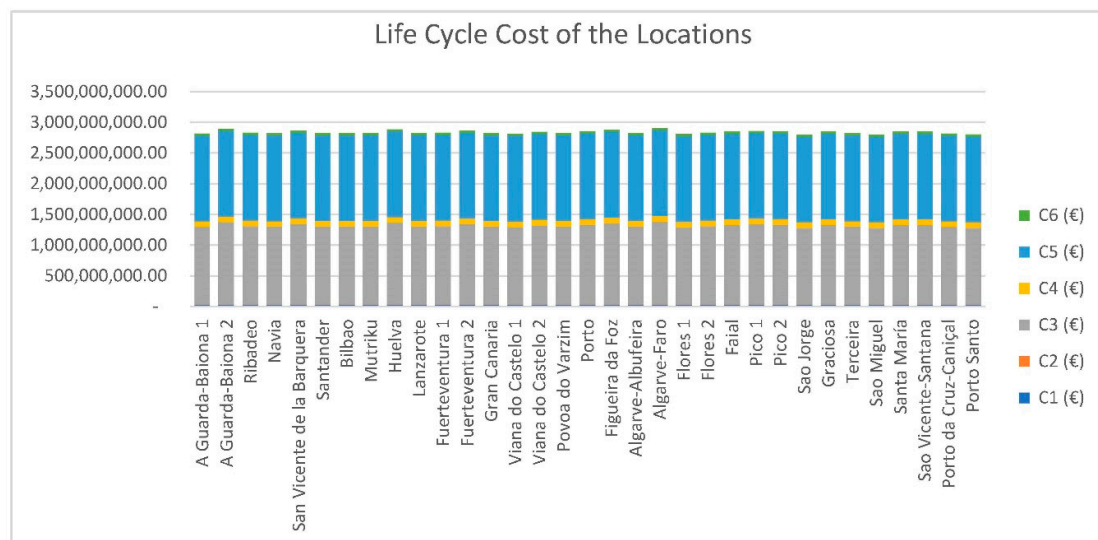 Life Cycle Cost of the Locations
3,500,000,000.00
3,000,000,000.00
2,500,000,000.00
2,000,000,000.00
1,500,000,000.00
1,000,000,000.00
500,000,000.00
-
A Guarda-Baiona 1
A Guarda-Baiona 2
Ribadeo
Navia
San Vicente de la Barquera
Santander
Bilbao
Mutriku
Huelva
Lanzarote
Fuerteventura 1
Fuerteventura 2
Gran Canaria
Viana do Castelo 1
Viana do Castelo 2
Povoa do Varzim
Porto
Figueira da Foz
Algarve-Albufeira
Algarve-Faro
Flores 1
Flores 2
Faial
Pico 1
Pico 2
Sao Jorge
Graciosa
Terceira
Sao Miguel
Santa María
Sao Vicente-Santana
Porto da Cruz-Caniçal
Porto Santo
C6 (€)
C5 (€)
C4 (€)
C3 (€)
C2 (€)
C1 (€)